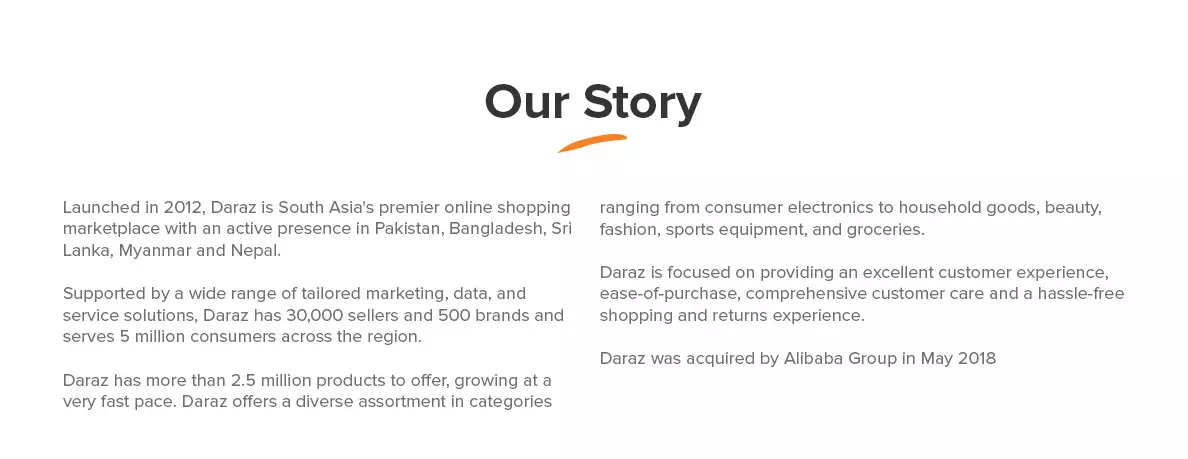 Our Story
Launched in 2012, Daraz is South Asia's premier online shopping
marketplace with an active presence in Pakistan, Bangladesh, Sri
Lanka, Myanmar and Nepal.
Supported by a wide range of tailored marketing, data, and
service solutions, Daraz has 30,000 sellers and 500 brands and
serves 5 million consumers across the region.
Daraz has more than 2.5 million products to offer, growing at a
very fast pace. Daraz offers a diverse assortment in categories
ranging from consumer electronics to household goods, beauty,
fashion, sports equipment, and groceries.
Daraz is focused on providing an excellent customer experience,
ease-of-purchase, comprehensive customer care and a hassle-free
shopping and returns experience.
Daraz was acquired by Alibaba Group in May 2018